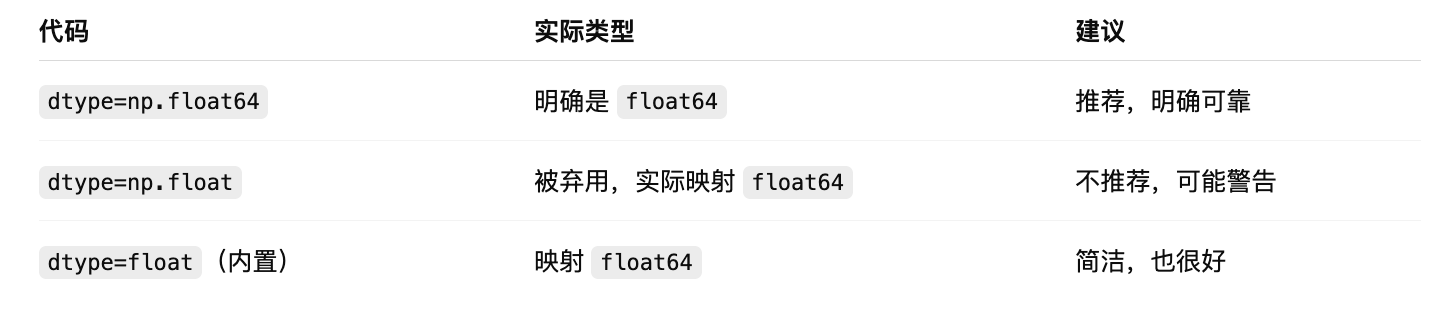 代码 实际类型 建议
dtype=np.float64 明确是 float64 推荐，明确可靠
dtype=np.float 被弃用，实际映射 float64 不推荐，可能警告
dtype=float（内置） 映射 float64 简洁，也很好